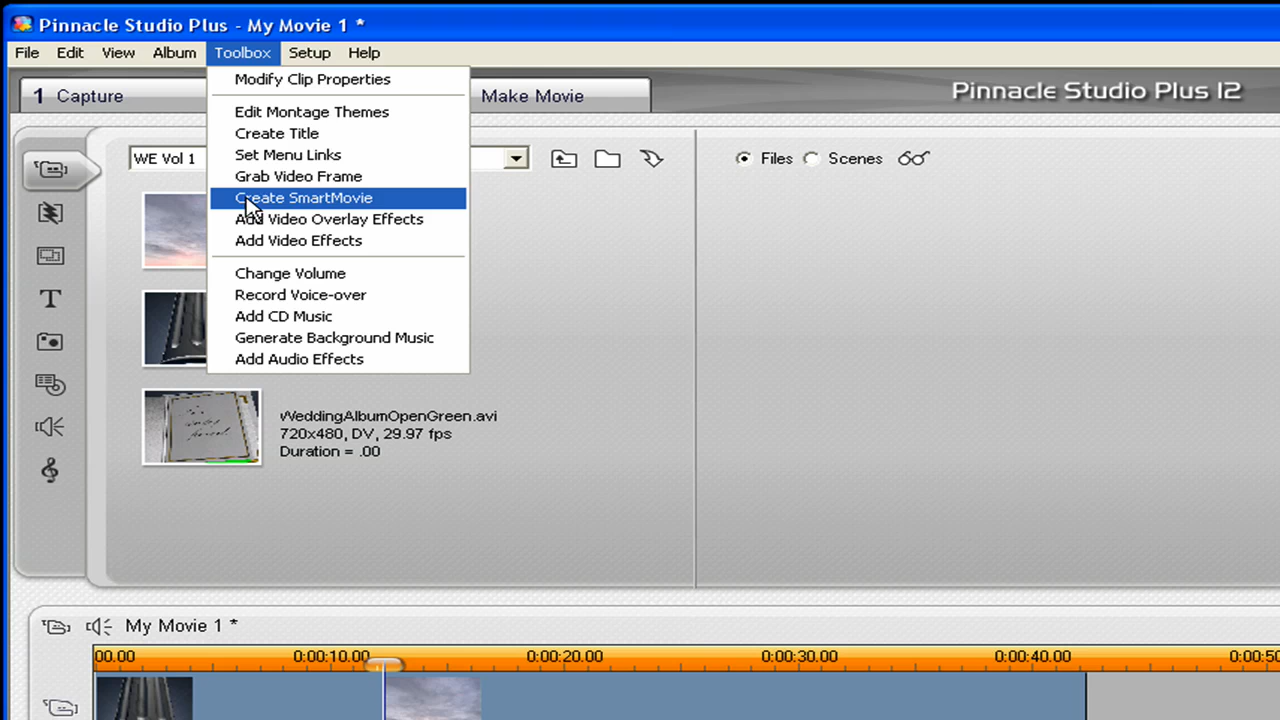 Pinnacle Studio Plus - My Movie 1 *
File Edit View Album Toolbox Setup Help
1 Capture
Make Movie
Pinnacle Studio Plus 12
Modify Clip Properties
Edit Montage Themes
Create Title
Set Menu Links
Grab Video Frame
Create SmartMovie
Add Video Overlay Effects
Add Video Effects
Change Volume
Record Voice-over
Add CD Music
Generate Background Music
Add Audio Effects
WE Vol 1
Files Scenes
WeddingAlbumOpenGreen.avi
720x480, DV, 29.97 fps
Duration = .00
My Movie 1 *
00.00 0:00:10.00 0:00:20.00 0:00:30.00 0:00:40.00 0:00:50